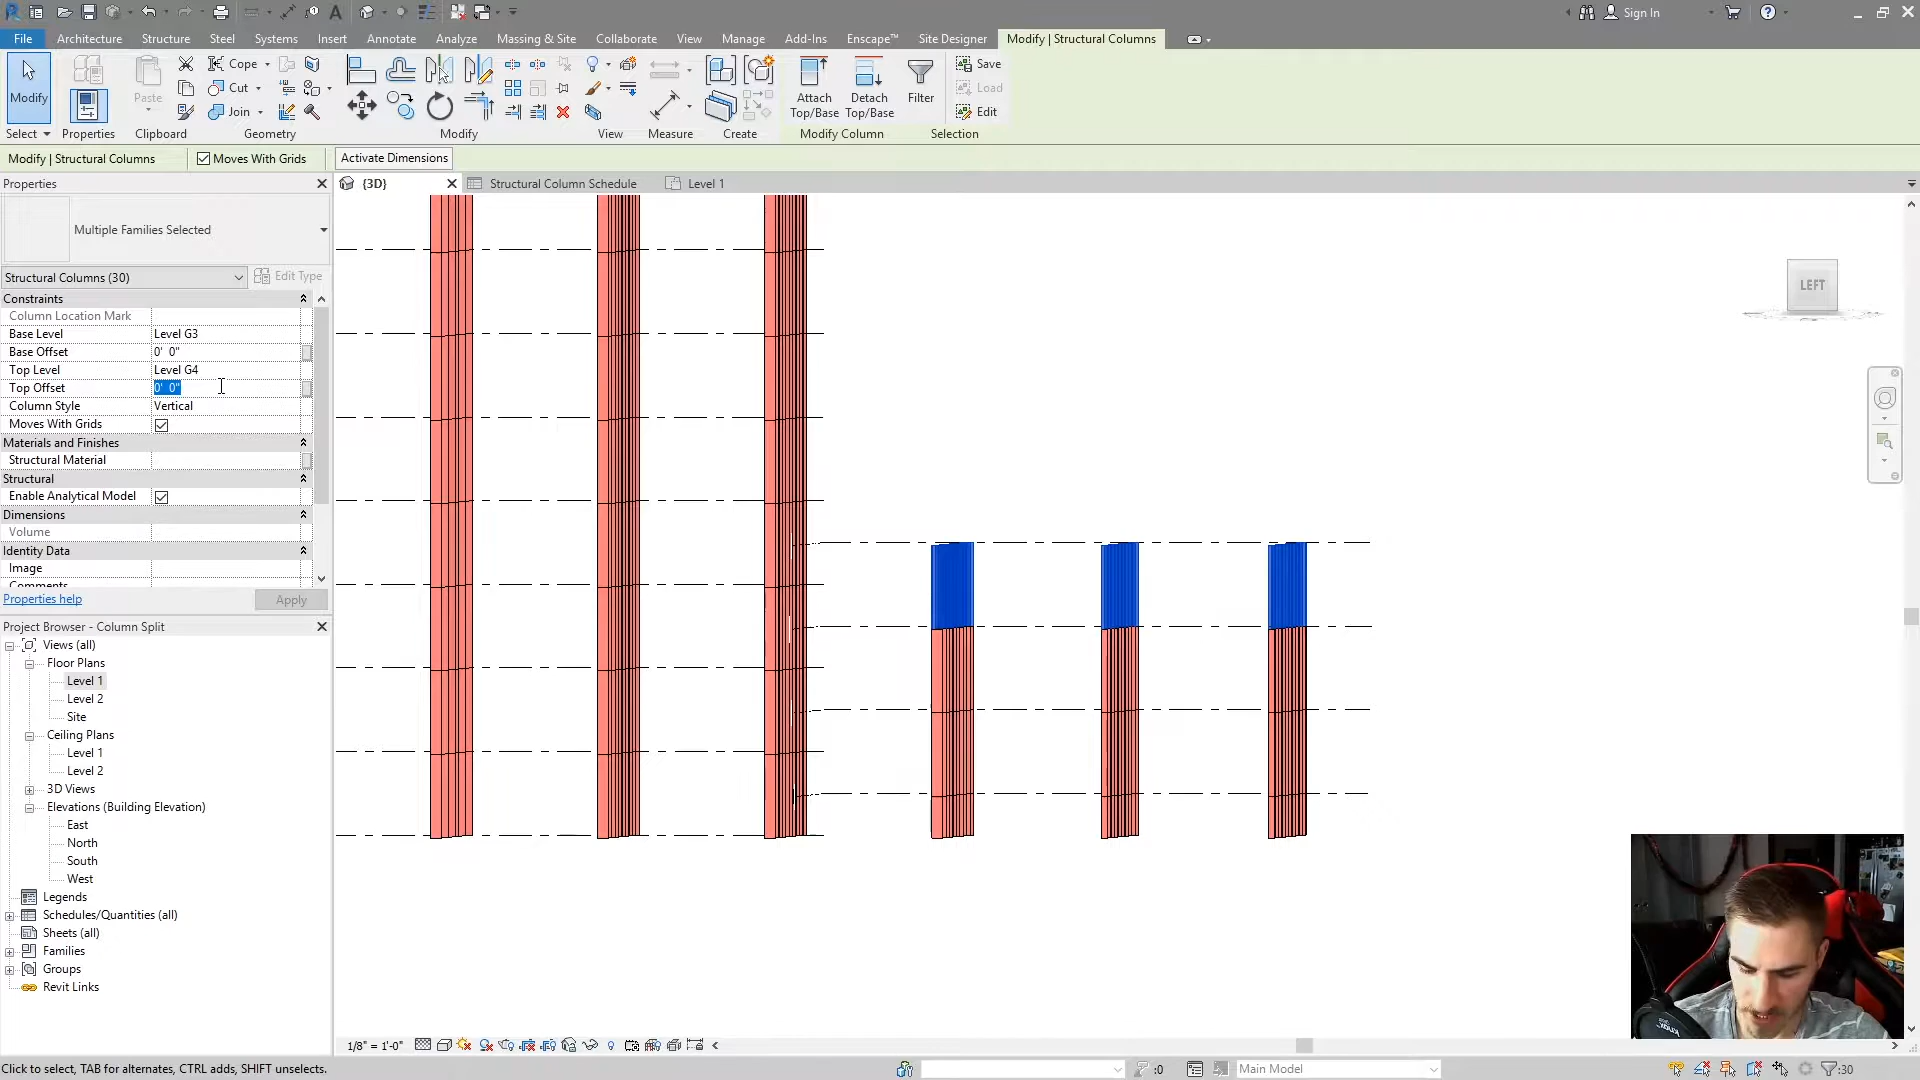 Sign In
File Architecture Structure Steel Systems Insert Annotate Analyze Massing & Site Collaborate View Manage Add-Ins Enscape™ Site Designer Modify | Structural Columns
Modify Paste Cope Cut Join Attach Top/Base Detach Top/Base Filter Save Load Edit
Select Properties Clipboard Geometry Modify View Measure Create Modify Column Selection
Modify | Structural Columns Moves With Grids Activate Dimensions
Properties
{3D} Structural Column Schedule Level 1
Multiple Families Selected
Structural Columns (30) Edit Type
Constraints
Column Location Mark
Base Level Level G3
Base Offset 0' 0"
Top Level Level G4
Top Offset 0' 0"
Column Style Vertical
Moves With Grids
Materials and Finishes
Structural Material
Structural
Enable Analytical Model
Dimensions
Volume
Identity Data
Image
Comments
Properties help Apply
Project Browser - Column Split
Views (all)
Floor Plans
Level 1
Level 2
Site
Ceiling Plans
Level 1
Level 2
3D Views
Elevations (Building Elevation)
East
North
South
West
Legends
Schedules/Quantities (all)
Sheets (all)
Families
Groups
Revit Links
LEFT
1/8" = 1'-0"
Click to select, TAB for alternates, CTRL adds, SHIFT unselects.
:0 Main Model :30